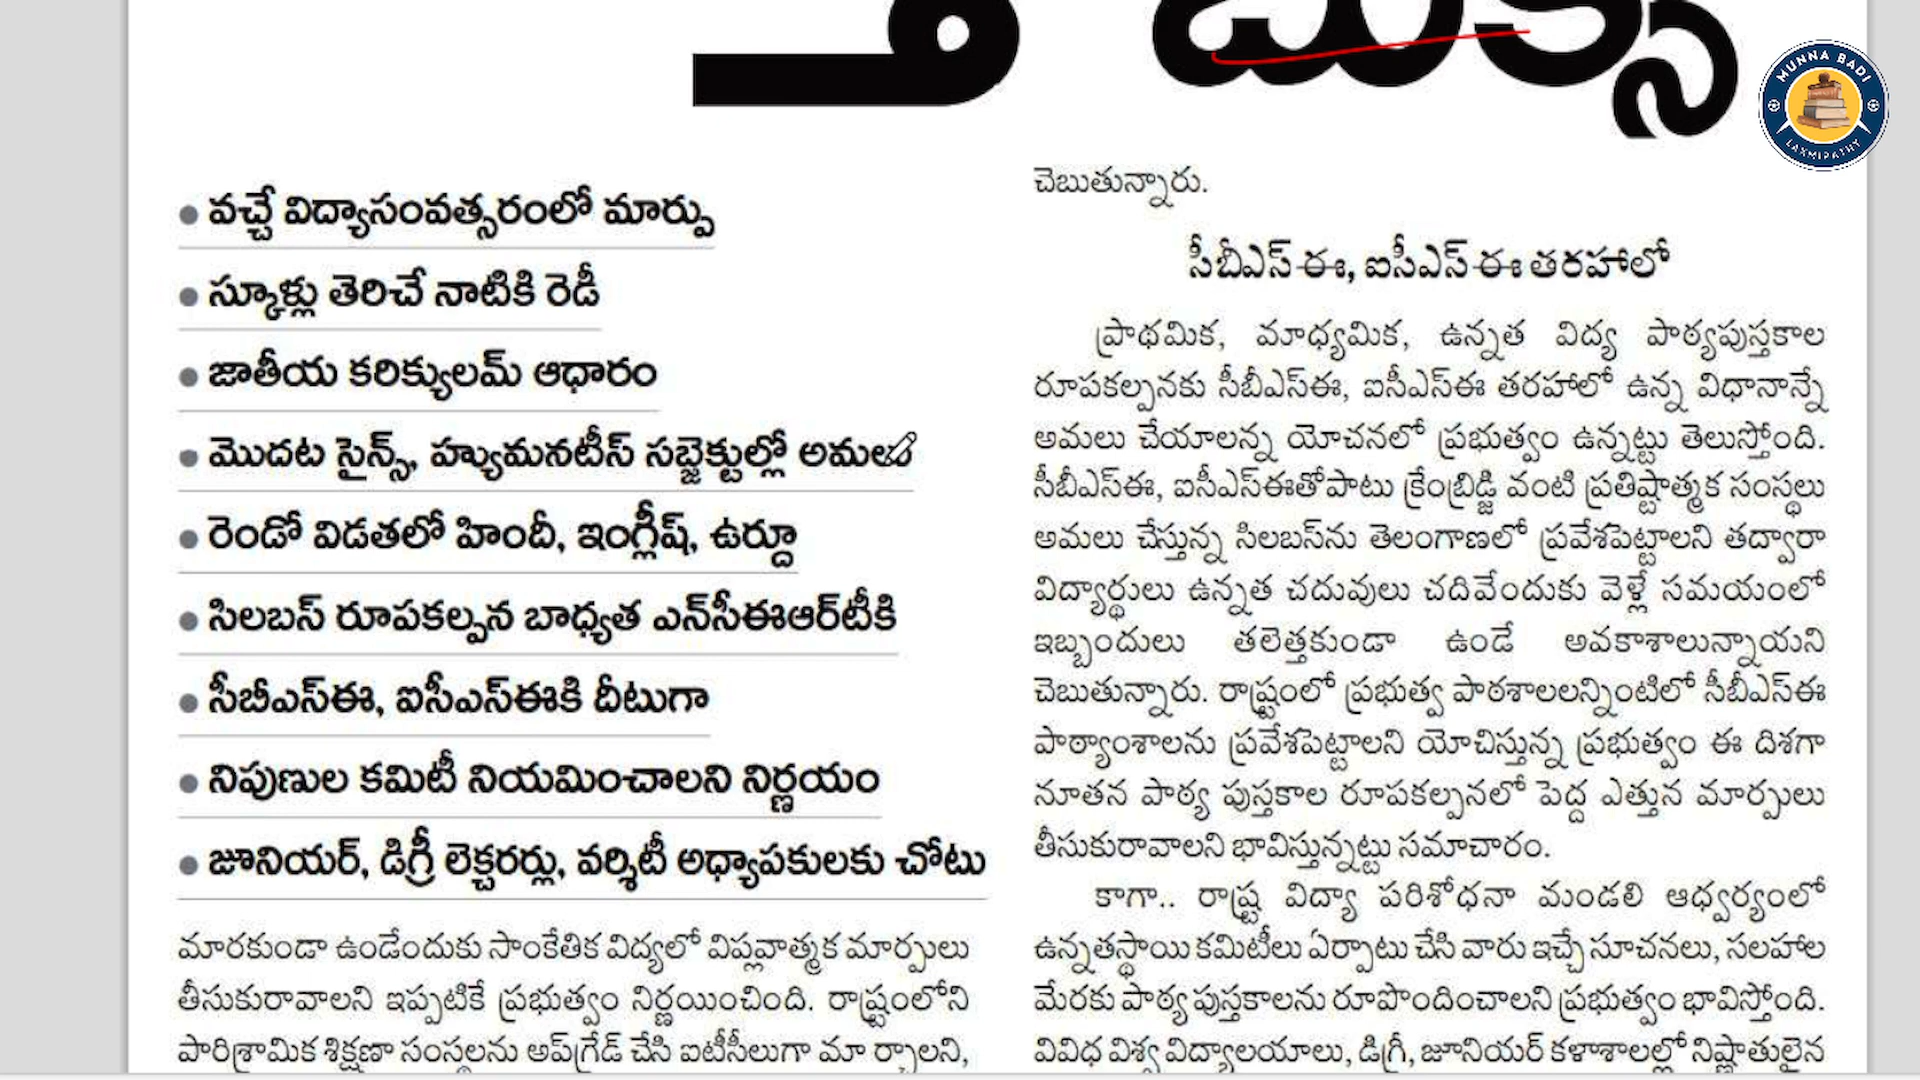 MUNNA BADI
LAXMIPATHY
• వచ్చే విద్యాసంవత్సరంలో మార్పు
• స్కూళ్లు తెరిచే నాటికి రెడీ
• జాతీయ కరిక్యులమ్ ఆధారం
• మొదట సైన్స్, హ్యుమనటీస్ సబ్జెక్టుల్లో అమలు
• రెండో విడతలో హిందీ, ఇంగ్లీష్, ఉర్దూ
• సిలబస్ రూపకల్పన బాధ్యత ఎన్‌సీఈఆర్‌టీకి
• సీబీఎస్ఈ, ఐసీఎస్ఈకి దీటుగా
• నిపుణుల కమిటీ నియమించాలని నిర్ణయం
• జూనియర్, డిగ్రీ లెక్చరర్లు, వర్శిటీ అధ్యాపకులకు చోటు
మారకుండా ఉండేందుకు సాంకేతిక విద్యలో విప్లవాత్మక మార్పులు
తీసుకురావాలని ఇప్పటికే ప్రభుత్వం నిర్ణయించింది. రాష్ట్రంలోని
పారిశ్రామిక శిక్షణా సంస్థలను అప్‌గ్రేడ్ చేసి ఐటీసీలుగా మా ర్చాలని,
చెబుతున్నారు.
సీబీఎస్ ఈ, ఐసీఎస్ ఈ తరహాలో
ప్రాథమిక, మాధ్యమిక, ఉన్నత విద్య పాఠ్యపుస్తకాల
రూపకల్పనకు సీబీఎస్ఈ, ఐసీఎస్ఈ తరహాలో ఉన్న విధానాన్నే
అమలు చేయాలన్న యోచనలో ప్రభుత్వం ఉన్నట్టు తెలుస్తోంది.
సీబీఎస్ఈ, ఐసీఎస్ఈతోపాటు క్రేంబ్రిడ్జి వంటి ప్రతిష్టాత్మక సంస్థలు
అమలు చేస్తున్న సిలబస్‌ను తెలంగాణలో ప్రవేశపెట్టాలని తద్వారా
విద్యార్థులు ఉన్నత చదువులు చదివేందుకు వెళ్లే సమయంలో
ఇబ్బందులు తలెత్తకుండా ఉండే అవకాశాలున్నాయని
చెబుతున్నారు. రాష్ట్రంలో ప్రభుత్వ పాఠశాలలన్నింటిలో సీబీఎస్ఈ
పాఠ్యాంశాలను ప్రవేశపెట్టాలని యోచిస్తున్న ప్రభుత్వం ఈ దిశగా
నూతన పాఠ్య పుస్తకాల రూపకల్పనలో పెద్ద ఎత్తున మార్పులు
తీసుకురావాలని భావిస్తున్నట్టు సమాచారం.
కాగా.. రాష్ట్ర విద్యా పరిశోధనా మండలి ఆధ్వర్యంలో
ఉన్నతస్థాయి కమిటీలు ఏర్పాటు చేసి వారు ఇచ్చే సూచనలు, సలహాల
మేరకు పాఠ్య పుస్తకాలను రూపొందించాలని ప్రభుత్వం భావిస్తోంది.
వివిధ విశ్వ విద్యాలయాలు, డిగ్రీ, జూనియర్ కళాశాలల్లో నిష్ణాతులైన